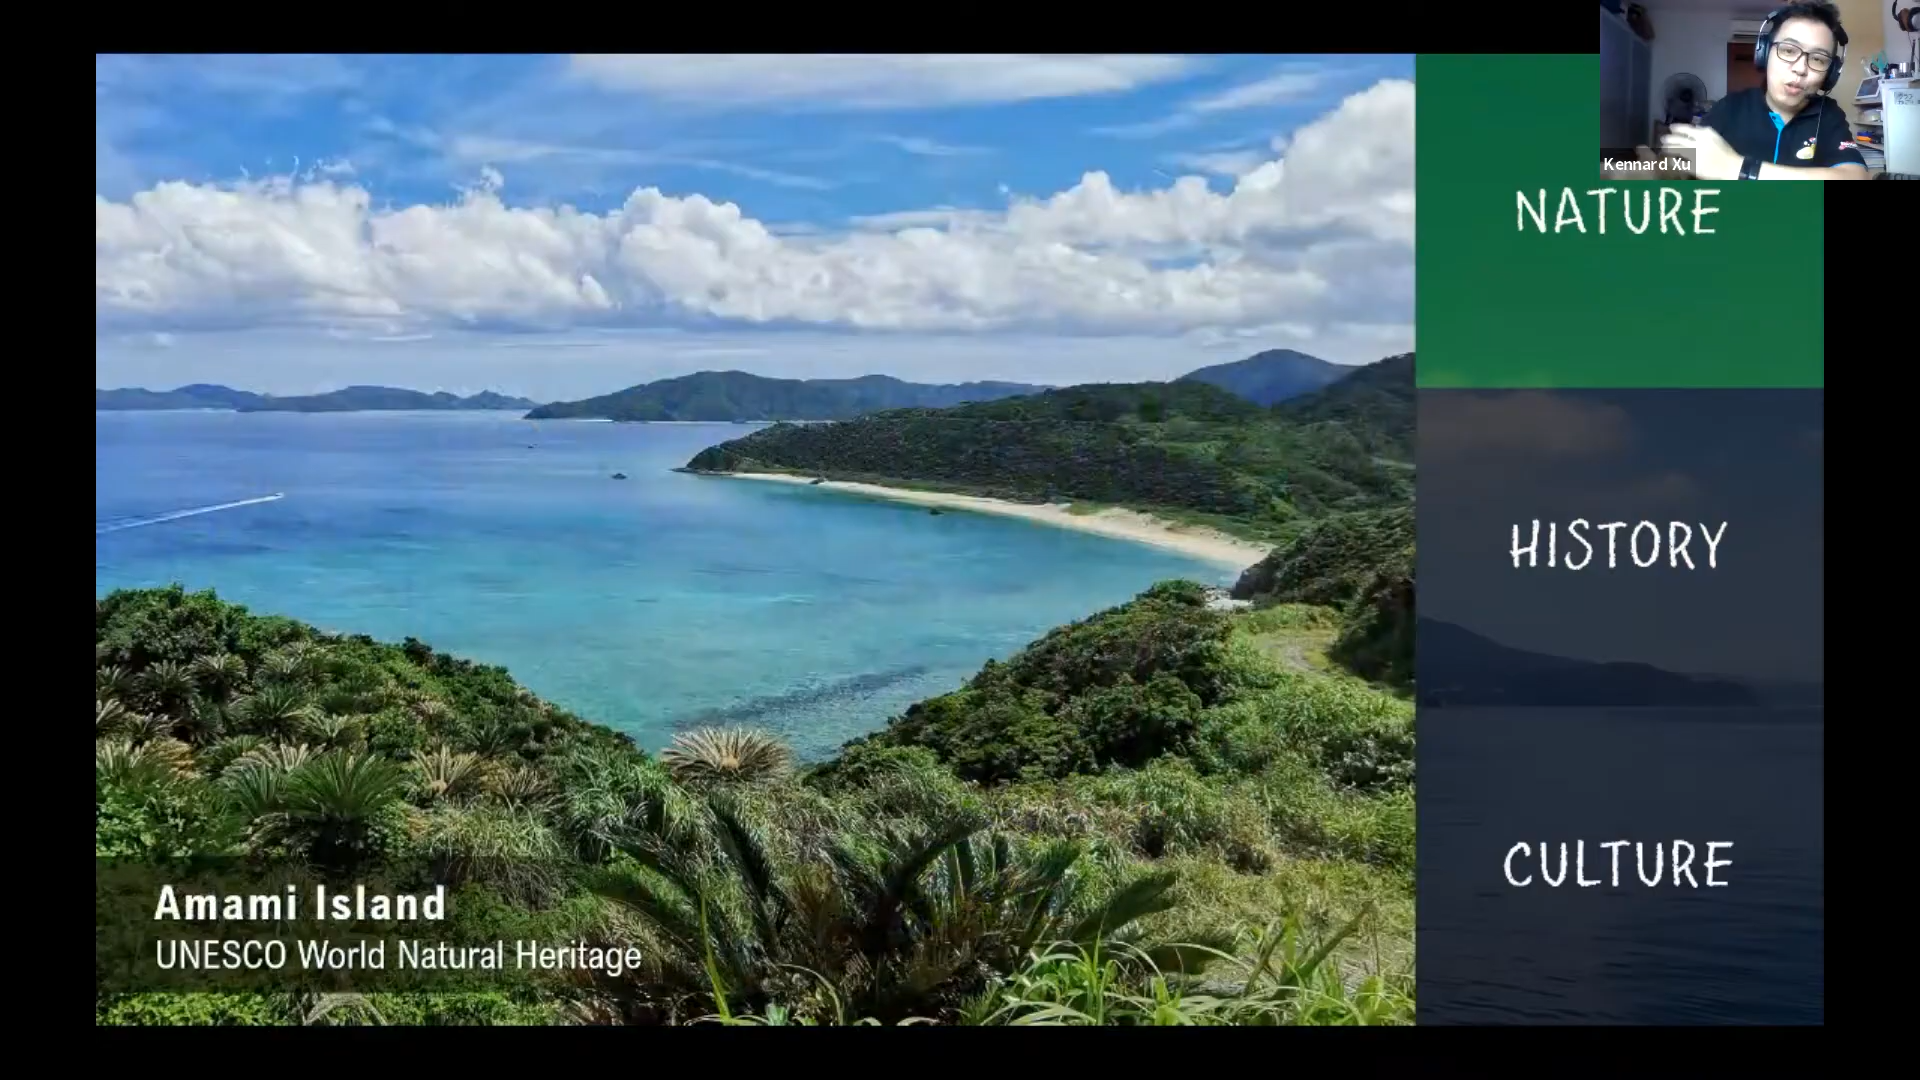 Kennard Xu
NATURE
HISTORY
CULTURE
Amami Island
UNESCO World Natural Heritage